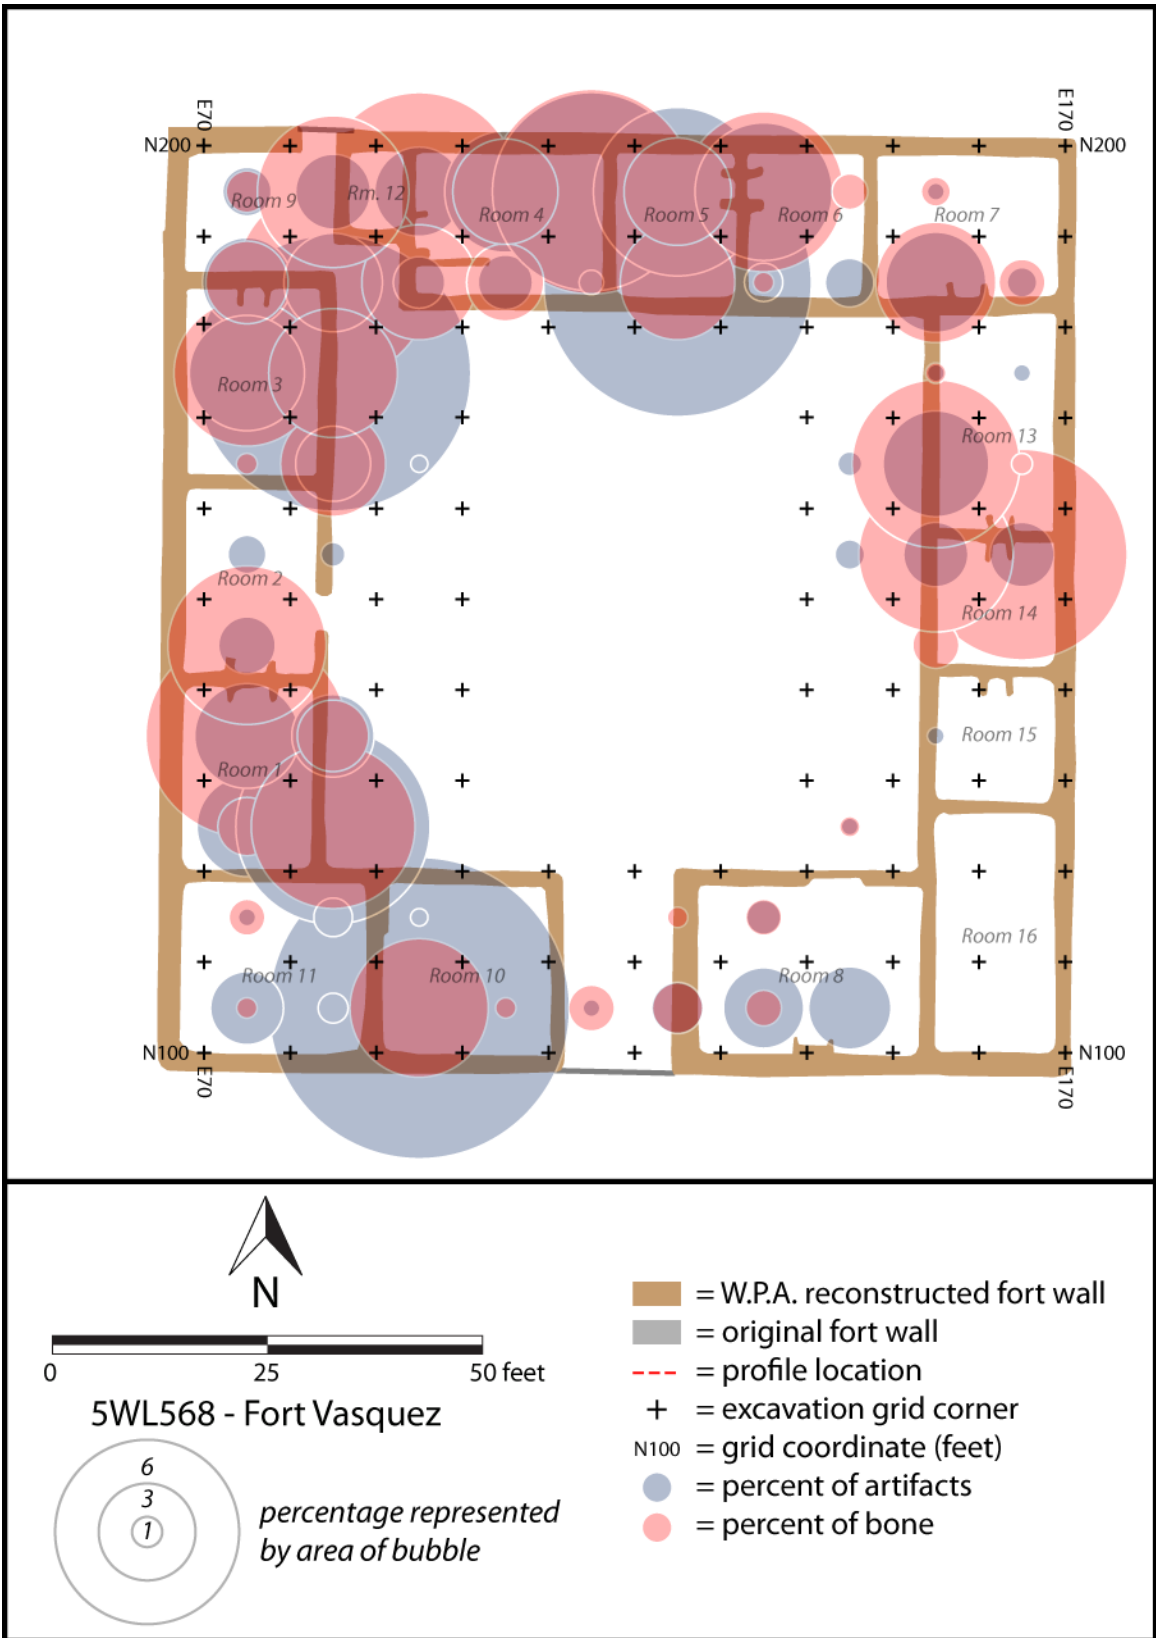 E70
E170
N200
N200
Room 9
Rm. 12
Room 4
Room 5
Room 6
Room 7
Room 3
Room 13
Room 2
Room 14
Room 1
Room 15
Room 11
Room 10
Room 8
Room 16
N100
N100
E70
E170
N
0 25 50 feet
5WL568 - Fort Vasquez
6
3
1
percentage represented
by area of bubble
= W.P.A. reconstructed fort wall
= original fort wall
= profile location
+ = excavation grid corner
N100 = grid coordinate (feet)
= percent of artifacts
= percent of bone